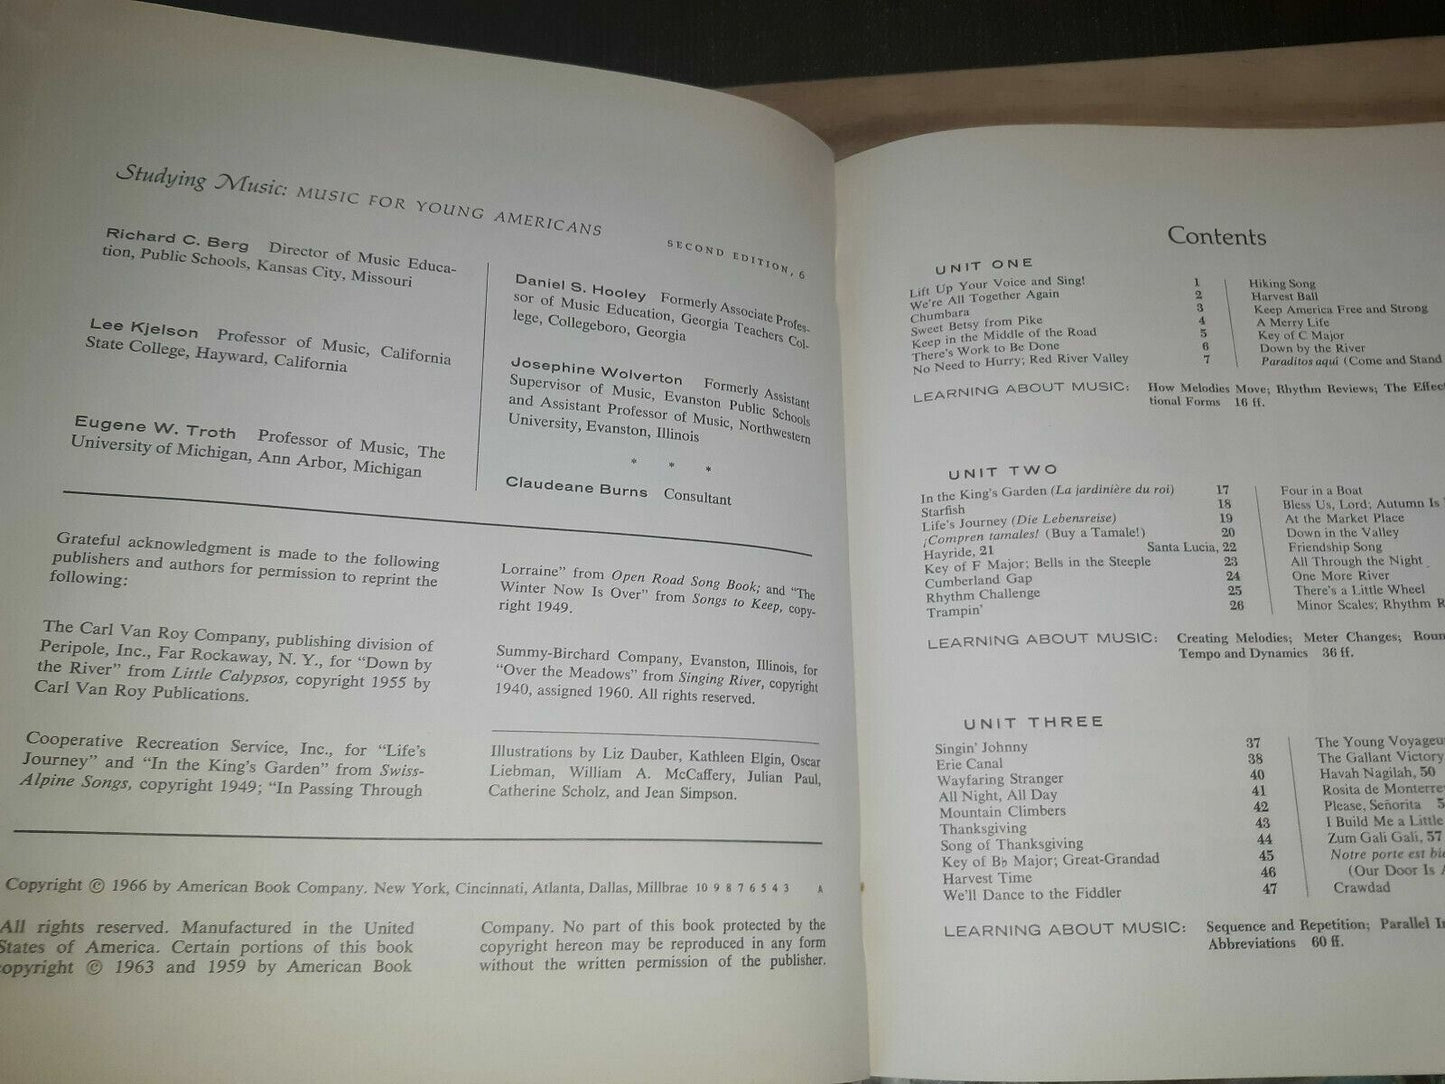 Studying Music: MUSIC FOR YOUNG AMERICANS
SECOND EDITION, 6
Richard C. Berg Director of Music Educa-
tion, Public Schools, Kansas City, Missouri
Lee Kjelson Professor of Music, California
State College, Hayward, California
Eugene W. Troth Professor of Music, The
University of Michigan, Ann Arbor, Michigan
Daniel S. Hooley Formerly Associate Profes-
sor of Music Education, Georgia Teachers Col-
lege, Collegeboro, Georgia
Josephine Wolverton Formerly Assistant
Supervisor of Music, Evanston Public Schools
and Assistant Professor of Music, Northwestern
University, Evanston, Illinois
* * *
Claudeane Burns Consultant
Grateful acknowledgment is made to the following
publishers and authors for permission to reprint the
following:
The Carl Van Roy Company, publishing division of
Peripole, Inc., Far Rockaway, N. Y., for “Down by
the River” from Little Calypsos, copyright 1955 by
Carl Van Roy Publications.
Cooperative Recreation Service, Inc., for “Life’s
Journey” and “In the King’s Garden” from Swiss-
Alpine Songs, copyright 1949; “In Passing Through
Lorraine” from Open Road Song Book; and “The
Winter Now Is Over” from Songs to Keep, copy-
right 1949.
Summy-Birchard Company, Evanston, Illinois, for
“Over the Meadows” from Singing River, copyright
1940, assigned 1960. All rights reserved.
Illustrations by Liz Dauber, Kathleen Elgin, Oscar
Liebman, William A. McCaffery, Julian Paul,
Catherine Scholz, and Jean Simpson.
Copyright © 1966 by American Book Company. New York, Cincinnati, Atlanta, Dallas, Millbrae 10 9 8 7 6 5 4 3 A
All rights reserved. Manufactured in the United
States of America. Certain portions of this book
copyright © 1963 and 1959 by American Book
Company. No part of this book protected by the
copyright hereon may be reproduced in any form
without the written permission of the publisher.
Contents
UNIT ONE
Lift Up Your Voice and Sing! 1
We’re All Together Again 2
Chumbara 3
Sweet Betsy from Pike 4
Keep in the Middle of the Road 5
There’s Work to Be Done 6
No Need to Hurry; Red River Valley 7
Hiking Song
Harvest Ball
Keep America Free and Strong
A Merry Life
Key of C Major
Down by the River
Paraditos aquí (Come and Stand
LEARNING ABOUT MUSIC: How Melodies Move; Rhythm Reviews; The Effect
tional Forms 16 ff.
UNIT TWO
In the King’s Garden (La jardinière du roi) 17
Starfish 18
Life’s Journey (Die Lebensreise) 19
¡Compren tamales! (Buy a Tamale!) 20
Hayride, 21 Santa Lucia, 22
Key of F Major; Bells in the Steeple 23
Cumberland Gap 24
Rhythm Challenge 25
Trampin’ 26
Four in a Boat
Bless Us, Lord; Autumn Is
At the Market Place
Down in the Valley
Friendship Song
All Through the Night
One More River
There’s a Little Wheel
Minor Scales; Rhythm R
LEARNING ABOUT MUSIC: Creating Melodies; Meter Changes; Roun
Tempo and Dynamics 36 ff.
UNIT THREE
Singin’ Johnny 37
Erie Canal 38
Wayfaring Stranger 40
All Night, All Day 41
Mountain Climbers 42
Thanksgiving 43
Song of Thanksgiving 44
Key of B♭ Major; Great-Grandad 45
Harvest Time 46
We’ll Dance to the Fiddler 47
The Young Voyageu
The Gallant Victory
Havah Nagilah, 50
Rosita de Monterre
Please, Señorita 5
I Build Me a Little
Zum Gali Gali, 57
Notre porte est bie
(Our Door Is A
Crawdad
LEARNING ABOUT MUSIC: Sequence and Repetition; Parallel In
Abbreviations 60 ff.